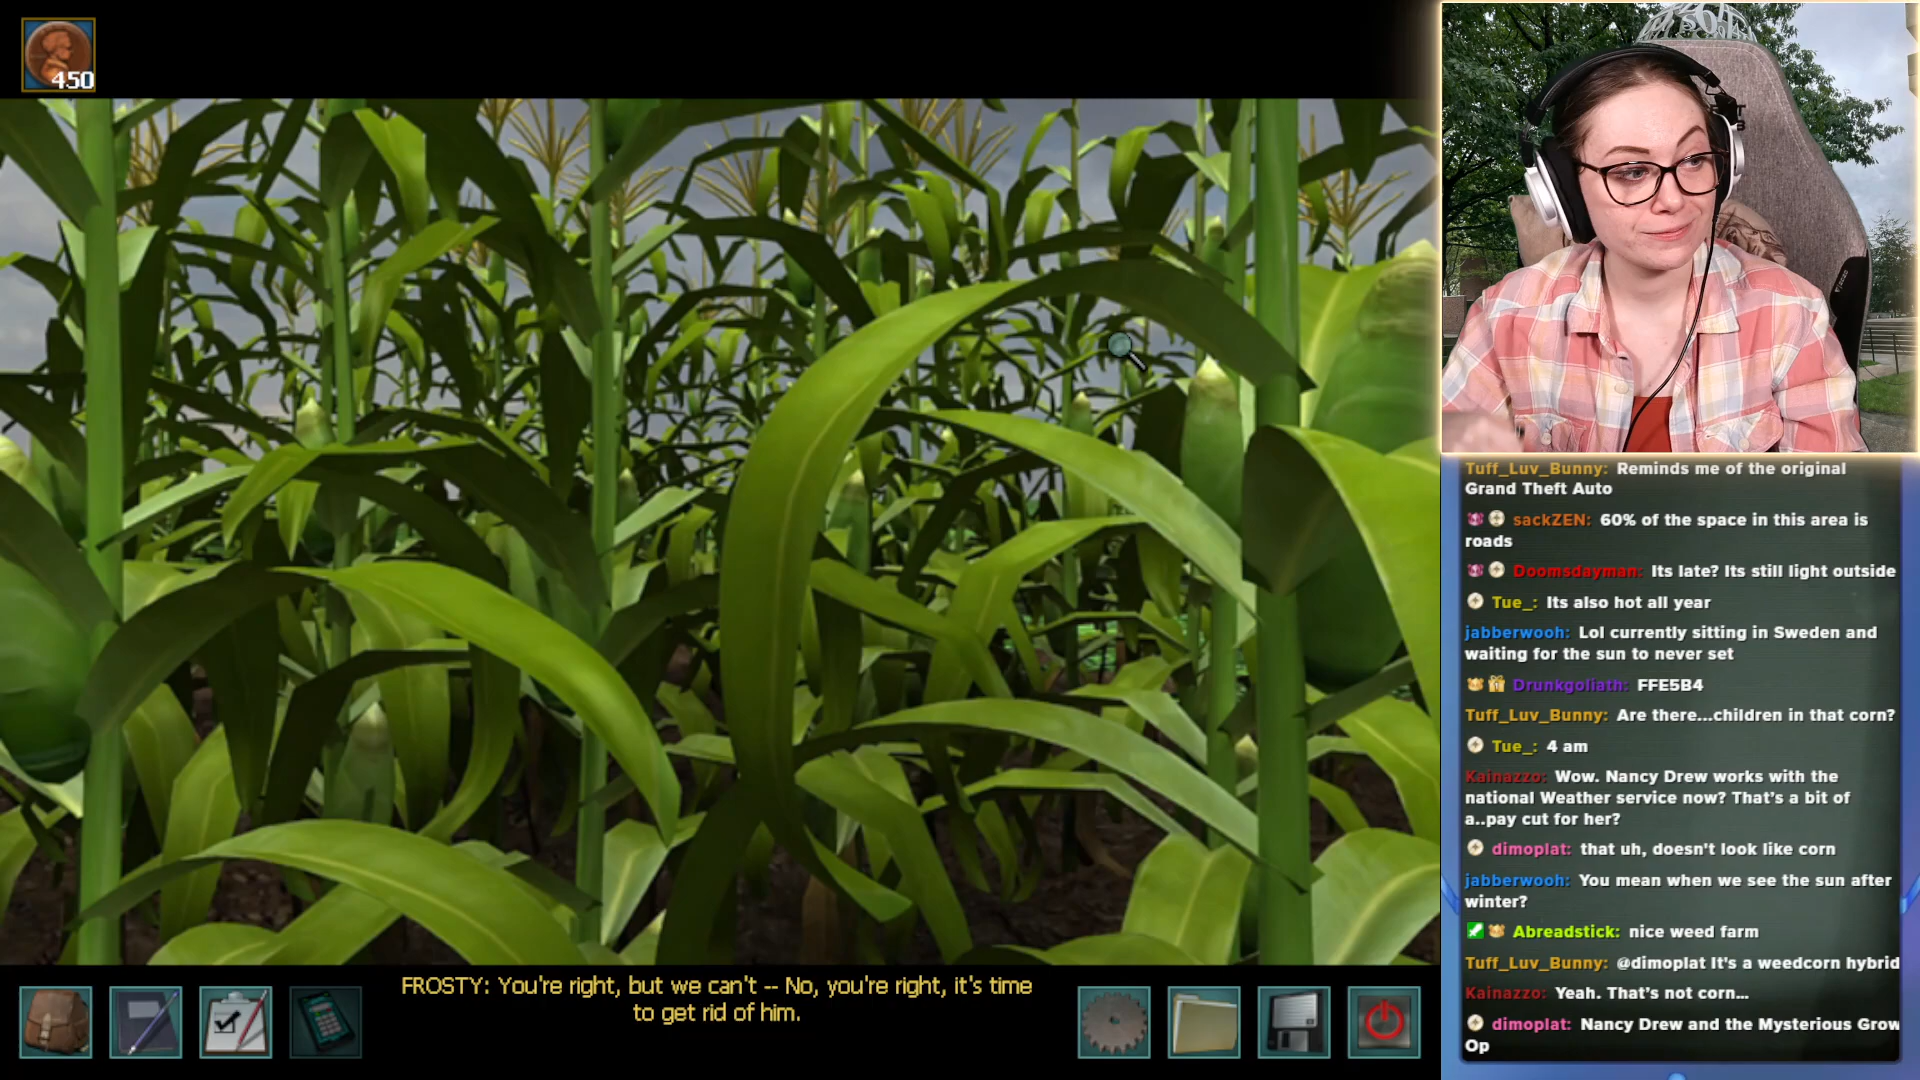 450
FROSTY: You're right, but we can't -- No, you're right, it's time
to get rid of him.
Tuff_Luv_Bunny: Reminds me of the original
Grand Theft Auto
sackZEN: 60% of the space in this area is
roads
Doomsdayman: Its late? Its still light outside
Tue_: Its also hot all year
jabberwooh: Lol currently sitting in Sweden and
waiting for the sun to never set
Drunkgoliath: FFE5B4
Tuff_Luv_Bunny: Are there...children in that corn?
Tue_: 4 am
Kainazzo: Wow. Nancy Drew works with the
national Weather service now? That's a bit of
a..pay cut for her?
dimoplat: that uh, doesn't look like corn
jabberwooh: You mean when we see the sun after
winter?
Abreadstick: nice weed farm
Tuff_Luv_Bunny: @dimoplat It's a weedcorn hybrid
Kainazzo: Yeah. That's not corn...
dimoplat: Nancy Drew and the Mysterious Grow
Op